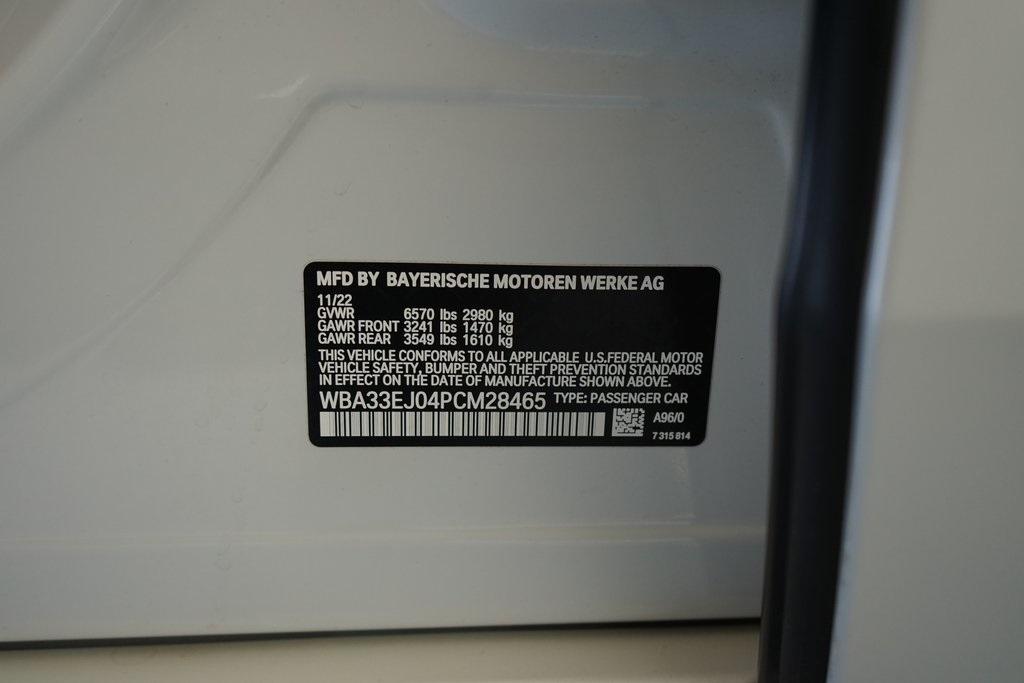 MFD BY BAYERISCHE MOTOREN WERKE AG
11/22
GVWR 6570 lbs 2980 kg
GAWR FRONT 3241 lbs 1470 kg
GAWR REAR 3549 lbs 1610 kg
THIS VEHICLE CONFORMS TO ALL APPLICABLE U.S.FEDERAL MOTOR
VEHICLE SAFETY, BUMPER AND THEFT PREVENTION STANDARDS
IN EFFECT ON THE DATE OF MANUFACTURE SHOWN ABOVE.
WBA33EJ04PCM28465 TYPE: PASSENGER CAR
A96/0
7 315 814